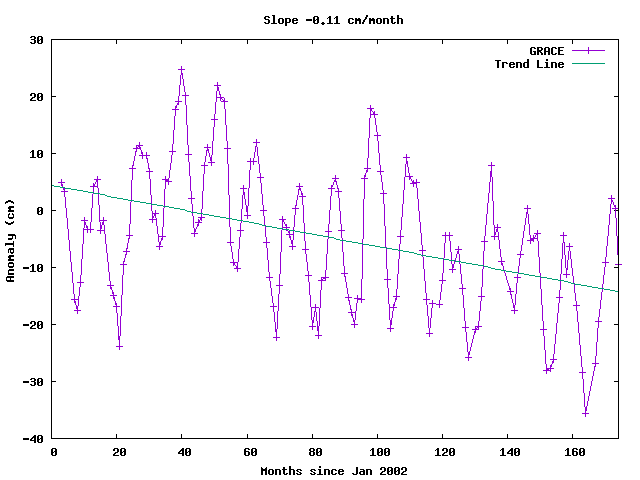 Slope -0.11 cm/month
30
GRACE
Trend Line
20
10
0
-10
-20
-30
-40
Anomaly (cm)
0 20 40 60 80 100 120 140 160
Months since Jan 2002